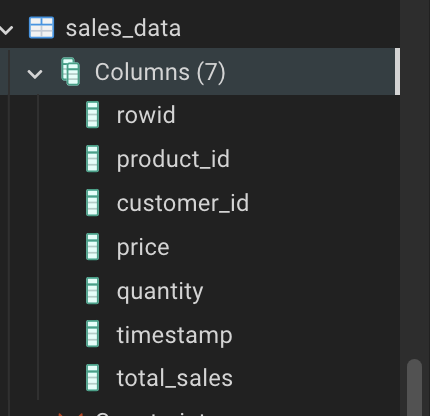 sales_data
Columns (7)
rowid
product_id
customer_id
price
quantity
timestamp
total_sales